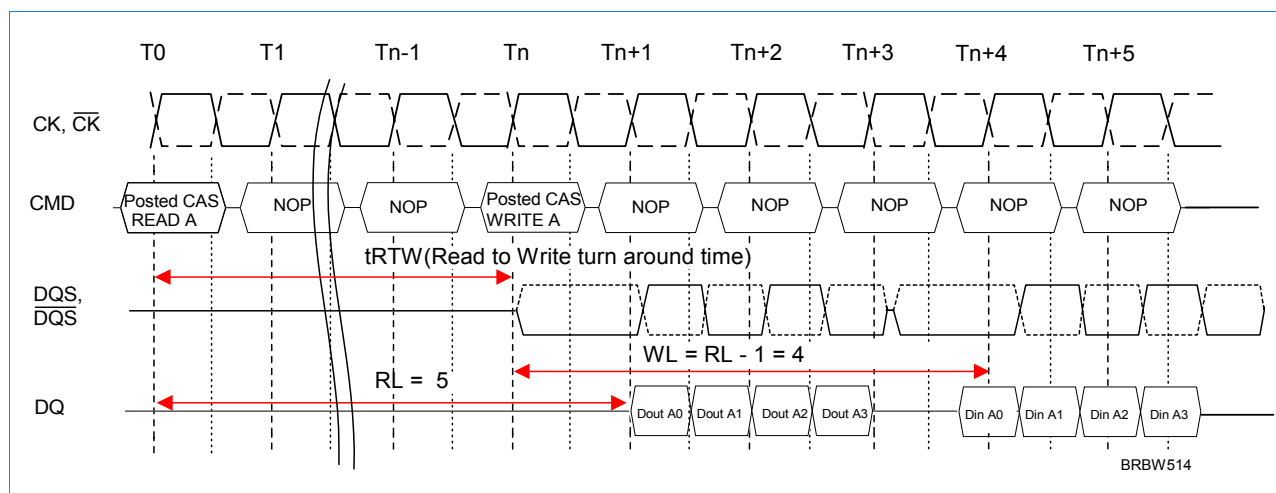 T0 T1 Tn-1 Tn Tn+1 Tn+2 Tn+3 Tn+4 Tn+5
CK, CK
CMD
Posted CAS
READ A
NOP
NOP
Posted CAS
WRITE A
NOP
NOP
NOP
NOP
NOP
tRTW(Read to Write turn around time)
DQS,
DQS
WL = RL - 1 = 4
RL = 5
DQ
Dout A0 Dout A1 Dout A2 Dout A3 Din A0 Din A1 Din A2 Din A3
BRBW514